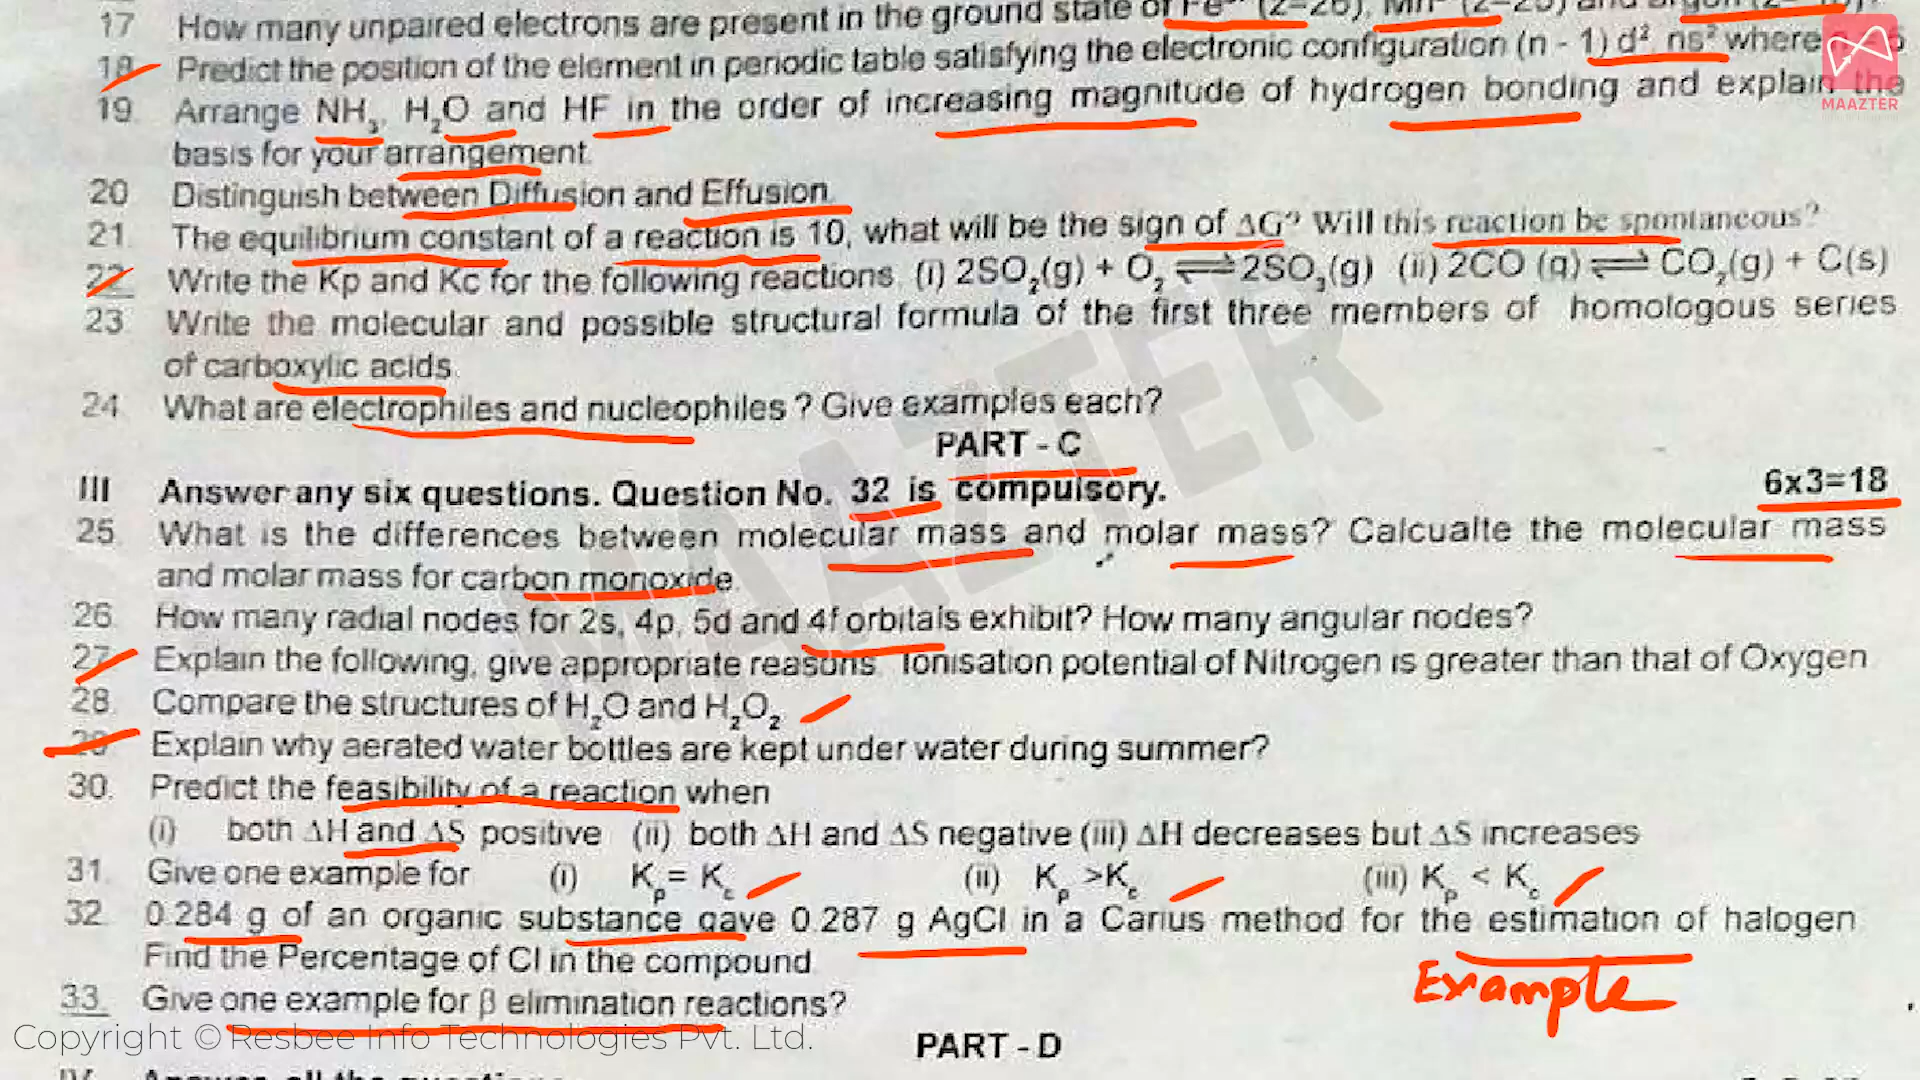 17 How many unpaired electrons are present in the ground state of
MAAZTER
18 Predict the position of the element in periodic table satisfying the electronic configuration (n - 1) d², ns² where
19. Arrange NH₃, H₂O and HF in the order of increasing magnitude of hydrogen bonding and explain the
basis for your arrangement.
20 Distinguish between Diffusion and Effusion.
21. The equilibrium constant of a reaction is 10, what will be the sign of ΔG? Will this reaction be spontaneous?
22 Write the Kp and Kc for the following reactions. (i) 2SO₂(g) + O₂ ⇌ 2SO₃(g) (ii) 2CO (g) ⇌ CO₂(g) + C(s)
23 Write the molecular and possible structural formula of the first three members of homologous series
of carboxylic acids.
24. What are electrophiles and nucleophiles ? Give examples each?
PART - C
III Answer any six questions. Question No. 32 is compulsory. 6x3=18
25. What is the differences between molecular mass and molar mass? Calcualte the molecular mass
and molar mass for carbon monoxide.
26. How many radial nodes for 2s, 4p, 5d and 4f orbitals exhibit? How many angular nodes?
27. Explain the following, give appropriate reasons Ionisation potential of Nitrogen is greater than that of Oxygen
28. Compare the structures of H₂O and H₂O₂
29. Explain why aerated water bottles are kept under water during summer?
30. Predict the feasibility of a reaction when
(i) both ΔH and ΔS positive (ii) both ΔH and ΔS negative (iii) ΔH decreases but ΔS increases
31. Give one example for (i) Kₚ= K꜀ (ii) Kₚ >K꜀ (iii) Kₚ < K꜀
32. 0.284 g of an organic substance gave 0.287 g AgCl in a Carius method for the estimation of halogen
Find the Percentage of Cl in the compound
Example
33. Give one example for β elimination reactions?
Copyright © Resbee Info Technologies Pvt. Ltd.
PART - D
MAAZTER